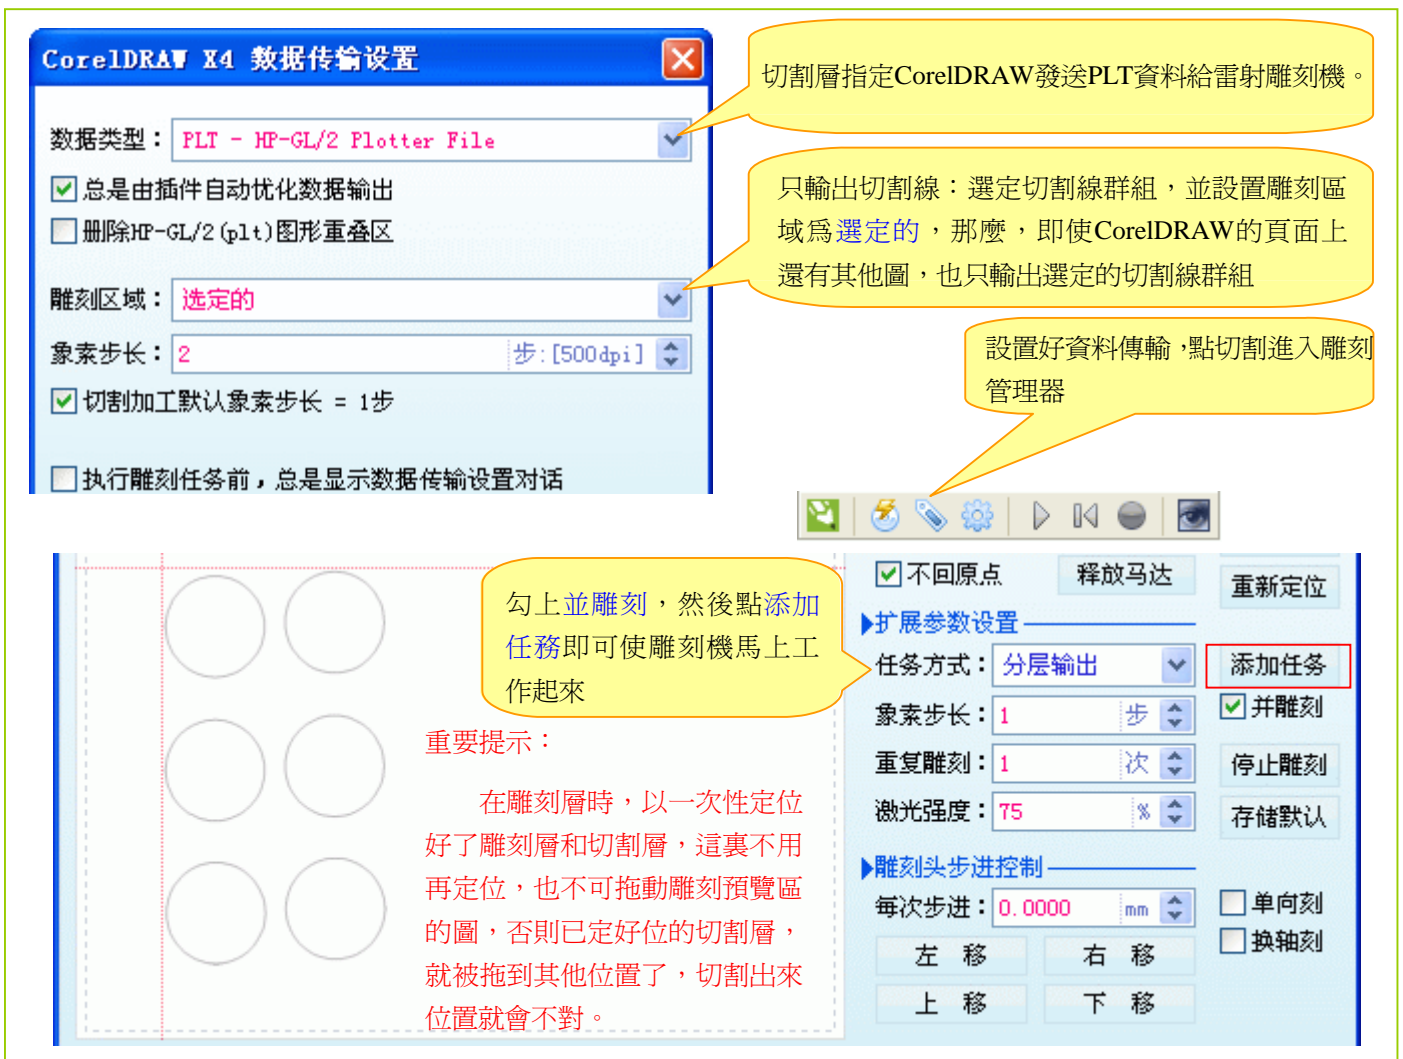 CorelDRAW X4 数据传输设置
切割層指定CorelDRAW發送PLT資料給雷射雕刻機。
数据类型：PLT - HP-GL/2 Plotter File
总是由插件自动优化数据输出
删除HP-GL/2(plt)图形重叠区
只輸出切割線：選定切割線群組，並設置雕刻區
域爲選定的，那麼，即使CorelDRAW的頁面上
還有其他圖，也只輸出選定的切割線群組
雕刻区域：选定的
象素步长：2 步:[500dpi]
切割加工默认象素步长 = 1步
执行雕刻任务前，总是显示数据传输设置对话
設置好資料傳輸，點切割進入雕刻
管理器
勾上並雕刻，然後點添加
任務即可使雕刻機馬上工
作起來
重要提示：
在雕刻層時，以一次性定位
好了雕刻層和切割層，這裏不用
再定位，也不可拖動雕刻預覽區
的圖，否則已定好位的切割層，
就被拖到其他位置了，切割出來
位置就會不對。
不回原点 释放马达 重新定位
扩展参数设置
任务方式：分层输出 添加任务
象素步长：1 步 并雕刻
重复雕刻：1 次 停止雕刻
激光强度：75 % 存储默认
雕刻头步进控制
每次步进：0.0000 mm 单向刻
左 移 右 移 换轴刻
上 移 下 移